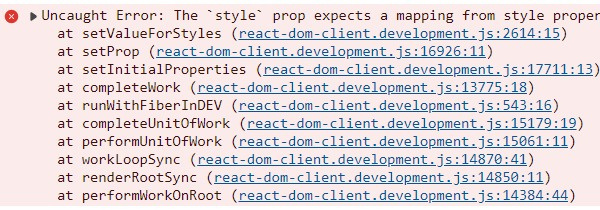 Uncaught Error: The `style` prop expects a mapping from style proper
at setValueForStyles (react-dom-client.development.js:2614:15)
at setProp (react-dom-client.development.js:16926:11)
at setInitialProperties (react-dom-client.development.js:17711:13)
at completeWork (react-dom-client.development.js:13775:18)
at runWithFiberInDEV (react-dom-client.development.js:543:16)
at completeUnitOfWork (react-dom-client.development.js:15179:19)
at performUnitOfWork (react-dom-client.development.js:15061:11)
at workLoopSync (react-dom-client.development.js:14870:41)
at renderRootSync (react-dom-client.development.js:14850:11)
at performWorkOnRoot (react-dom-client.development.js:14384:44)